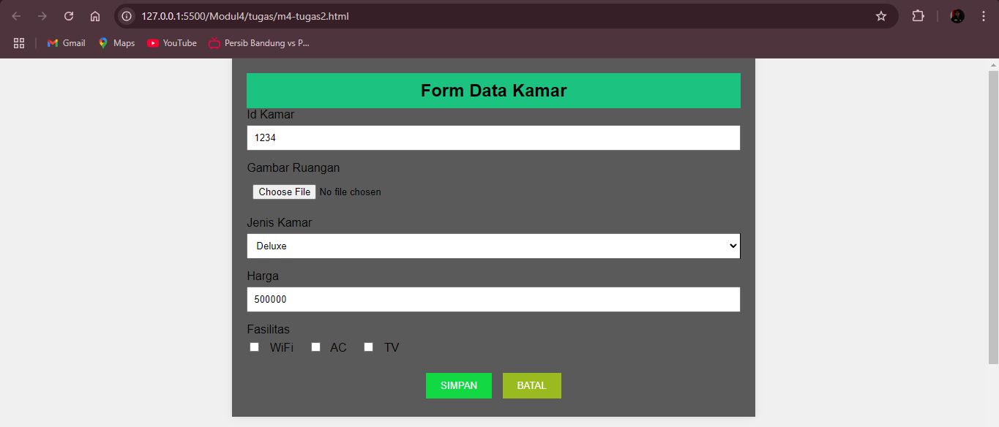 127.0.0.1:5500/Modul4/tugas/m4-tugas2.html
Gmail Maps YouTube Persib Bandung vs P...
Form Data Kamar
Id Kamar
1234
Gambar Ruangan
Choose File No file chosen
Jenis Kamar
Deluxe
Harga
500000
Fasilitas
WiFi AC TV
SIMPAN BATAL